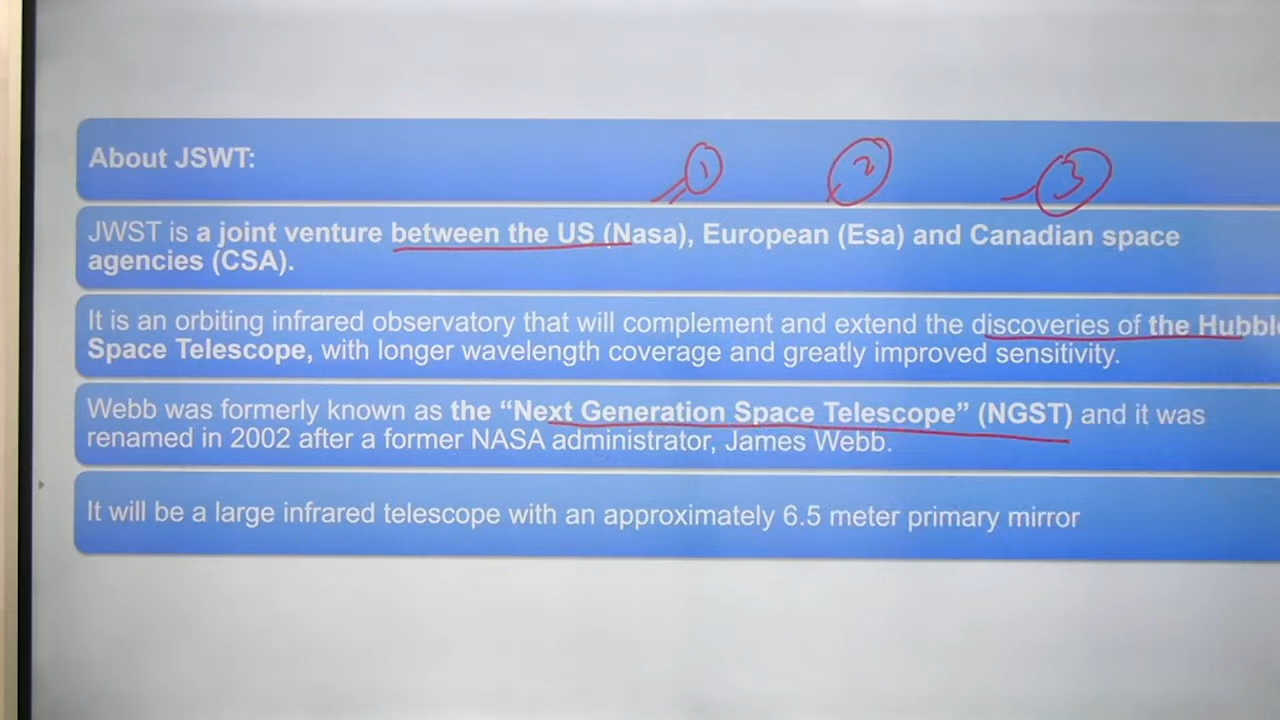 About JSWT:
1 2 3
JWST is a joint venture between the US (Nasa), European (Esa) and Canadian space
agencies (CSA).
It is an orbiting infrared observatory that will complement and extend the discoveries of the Hubbl
Space Telescope, with longer wavelength coverage and greatly improved sensitivity.
Webb was formerly known as the “Next Generation Space Telescope” (NGST) and it was
renamed in 2002 after a former NASA administrator, James Webb.
It will be a large infrared telescope with an approximately 6.5 meter primary mirror